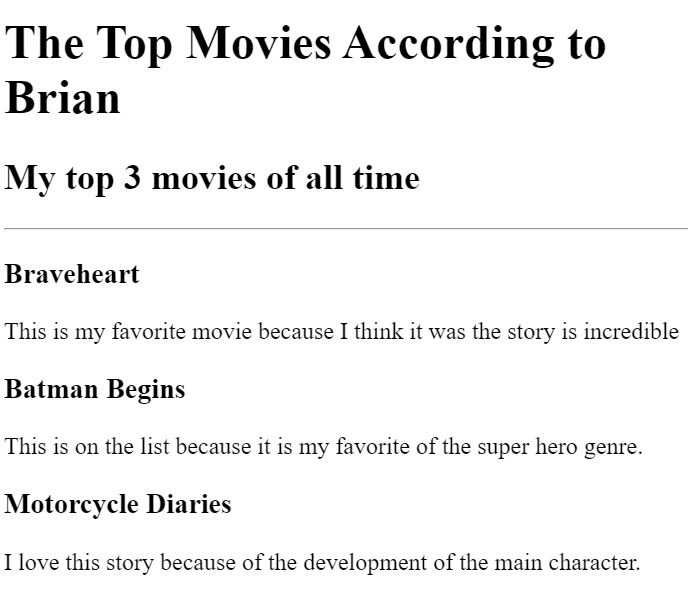 The Top Movies According to
Brian
My top 3 movies of all time
Braveheart
This is my favorite movie because I think it was the story is incredible
Batman Begins
This is on the list because it is my favorite of the super hero genre.
Motorcycle Diaries
I love this story because of the development of the main character.